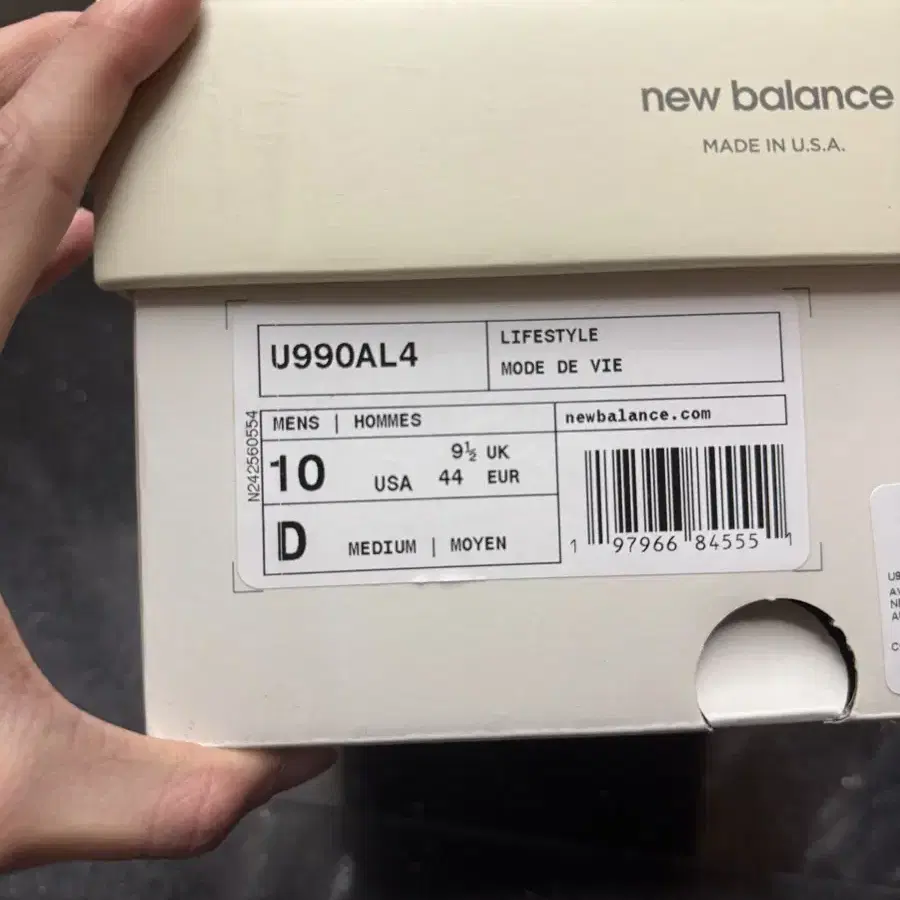 new balance
MADE IN U.S.A.
U990AL4
LIFESTYLE
MODE DE VIE
N242560554
MENS | HOMMES
newbalance.com
10 USA
9½ UK
44 EUR
D MEDIUM | MOYEN
1 97966 84555 1